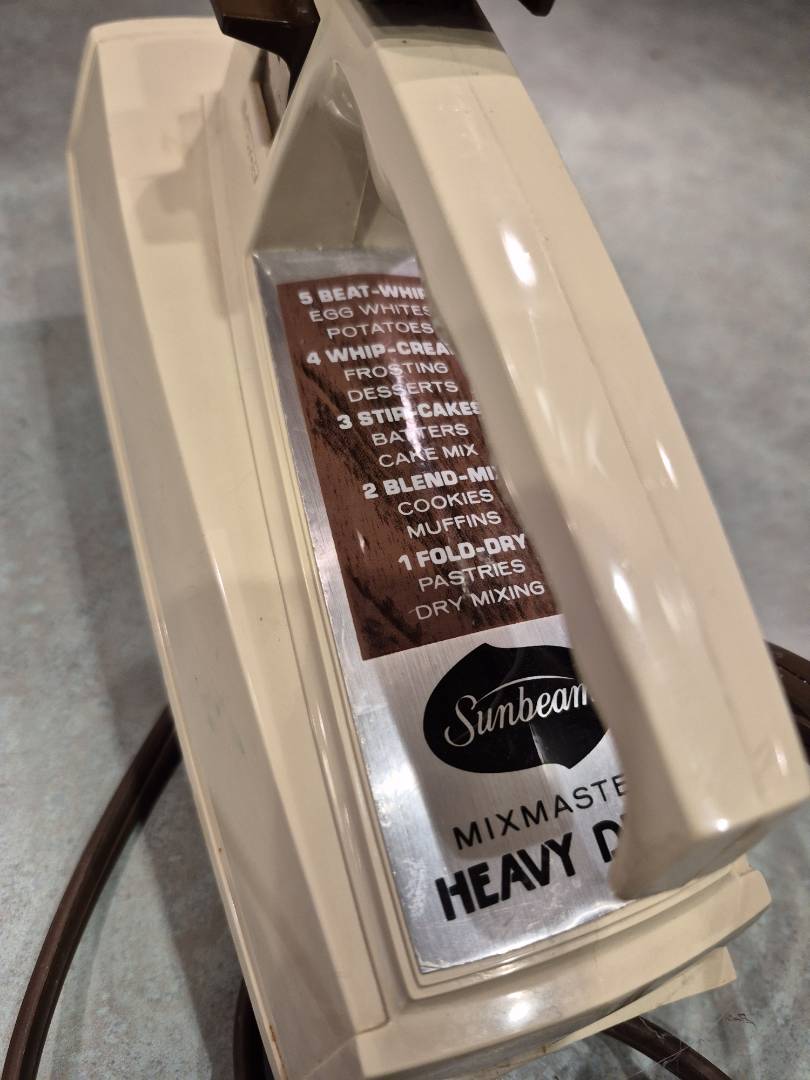 5 BEAT-WHIP
EGG WHITES
POTATOES
4 WHIP-CREA
FROSTING
DESSERTS
3 STIR-CAKES
BATTERS
CAKE MIX
2 BLEND-MIX
COOKIES
MUFFINS
1 FOLD-DRY
PASTRIES
DRY MIXING
Sunbeam
MIXMASTE
HEAVY D